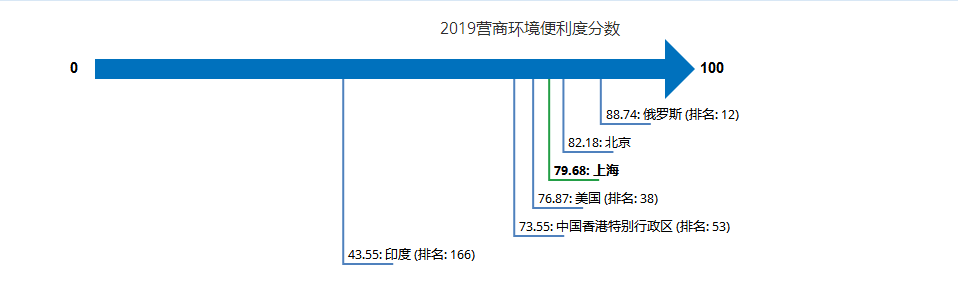 2019营商环境便利度分数
0
100
88.74: 俄罗斯 (排名: 12)
82.18: 北京
79.68: 上海
76.87: 美国 (排名: 38)
73.55: 中国香港特别行政区 (排名: 53)
43.55: 印度 (排名: 166)